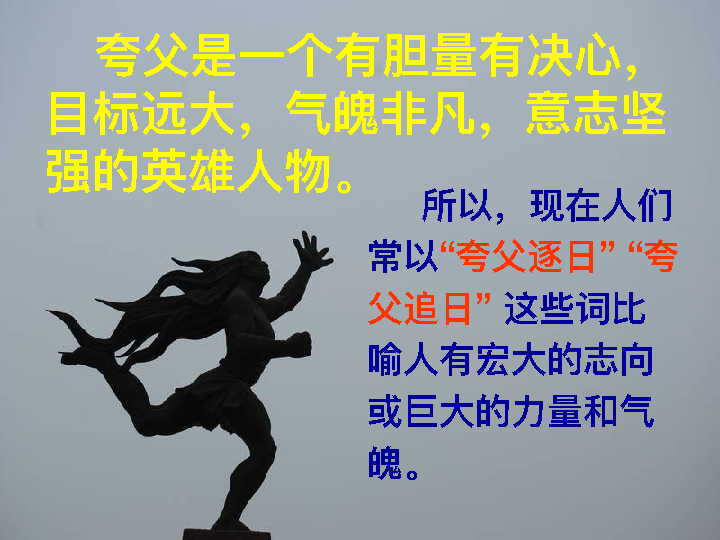 夸父是一个有胆量有决心，
目标远大，气魄非凡，意志坚
强的英雄人物。
所以，现在人们
常以“夸父逐日”“夸
父追日” 这些词比
喻人有宏大的志向
或巨大的力量和气
魄。